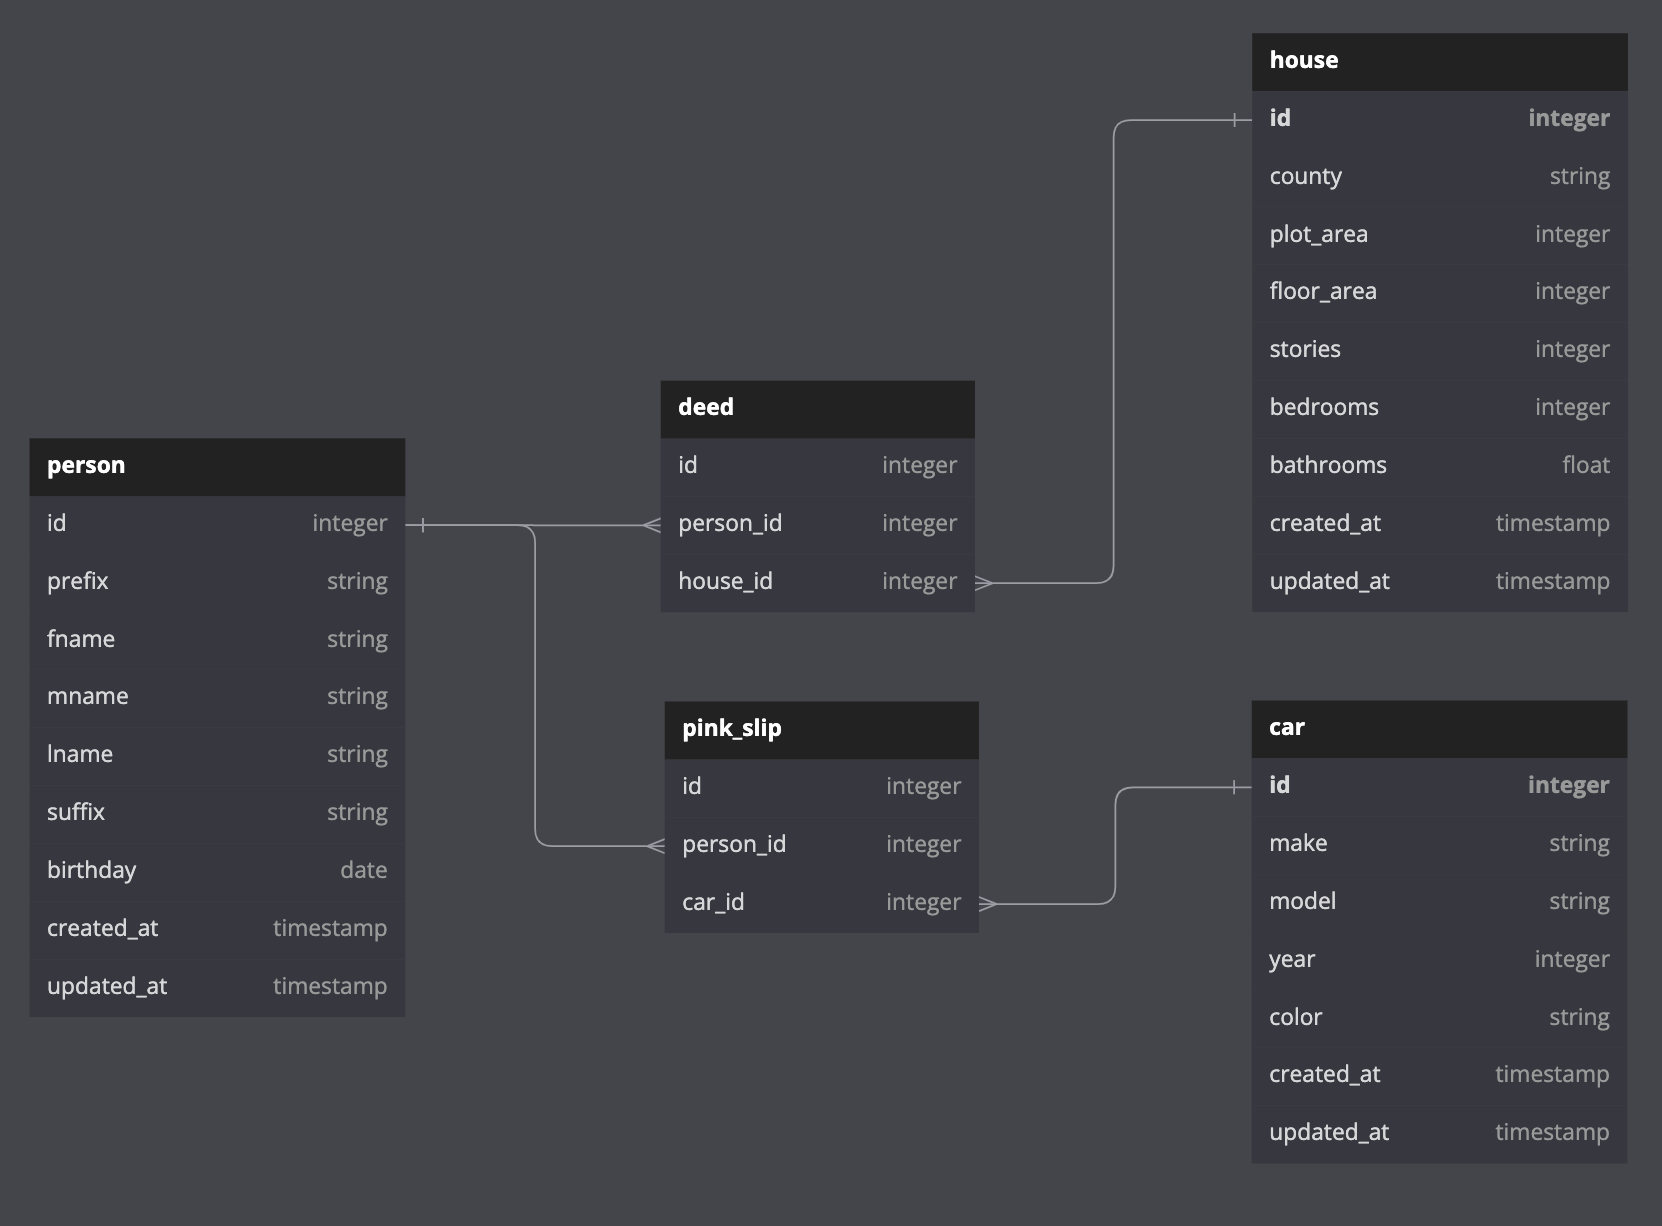 house
id integer
county string
plot_area integer
floor_area integer
stories integer
bedrooms integer
bathrooms float
created_at timestamp
updated_at timestamp
deed
id integer
person_id integer
house_id integer
person
id integer
prefix string
fname string
mname string
lname string
suffix string
birthday date
created_at timestamp
updated_at timestamp
pink_slip
id integer
person_id integer
car_id integer
car
id integer
make string
model string
year integer
color string
created_at timestamp
updated_at timestamp